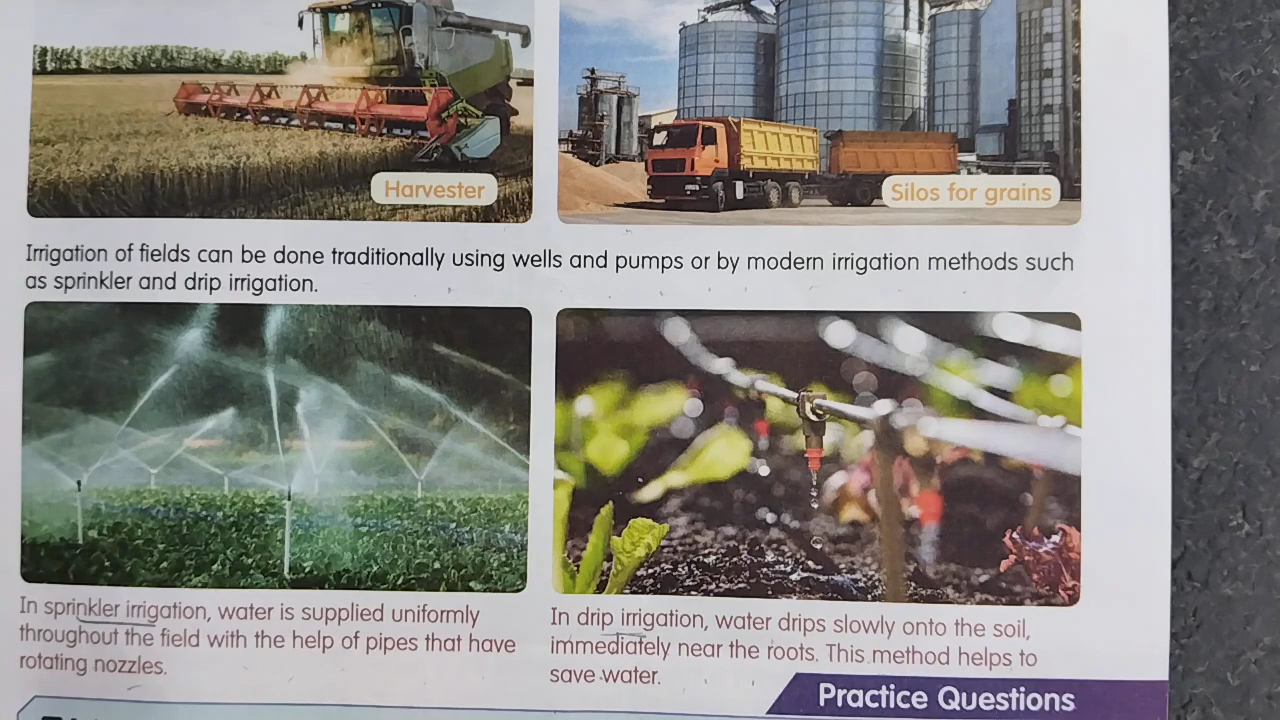 Harvester
Silos for grains
Irrigation of fields can be done traditionally using wells and pumps or by modern irrigation methods such
as sprinkler and drip irrigation.
In sprinkler irrigation, water is supplied uniformly
throughout the field with the help of pipes that have
rotating nozzles.
In drip irrigation, water drips slowly onto the soil,
immediately near the roots. This method helps to
save water.
Practice Questions